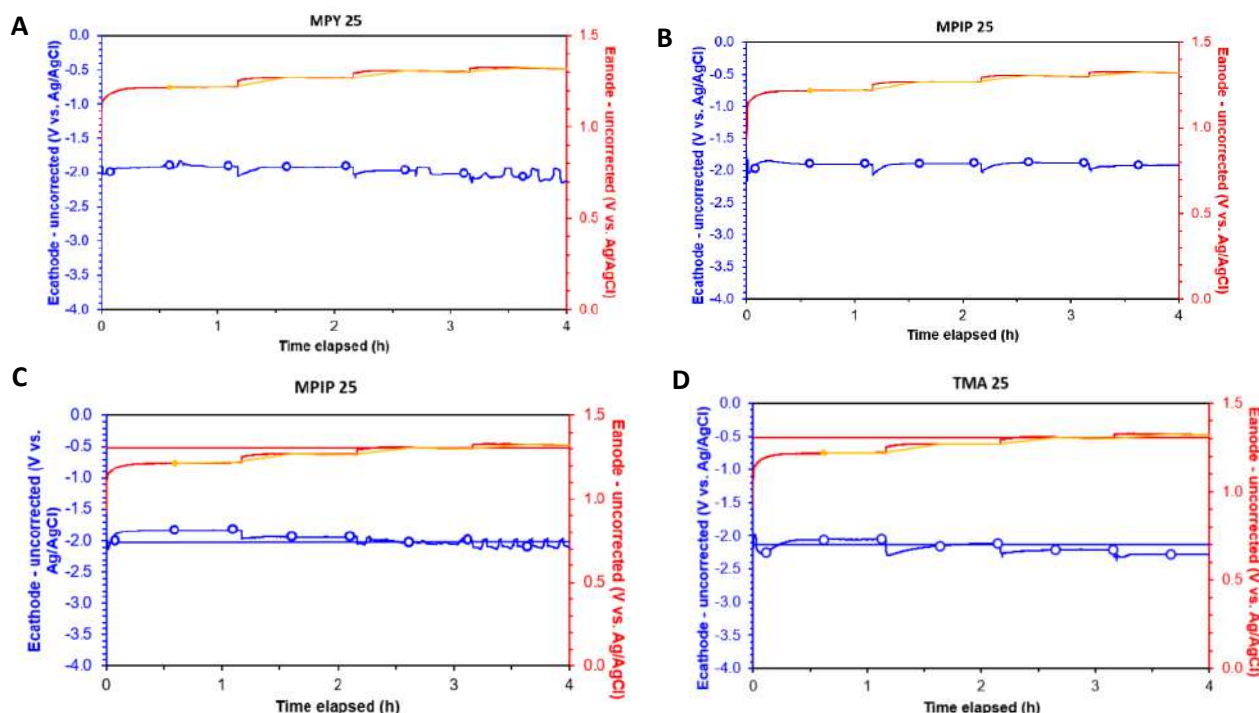 A
MPY 25
Ecathode - uncorrected (V vs. Ag/AgCl)
0.0
-0.5
-1.0
-1.5
-2.0
-2.5
-3.0
-3.5
-4.0
1.5
1.0
0.5
0.0
Eanode - uncorrected (V vs. Ag/AgCl)
0 1 2 3 4
Time elapsed (h)
B
MPIP 25
Ecathode - uncorrected (V vs. Ag/AgCl)
0.0
-0.5
-1.0
-1.5
-2.0
-2.5
-3.0
-3.5
-4.0
1.5
1.0
0.5
0.0
Eanode - uncorrected (V vs. Ag/AgCl)
0 1 2 3 4
Time elapsed (h)
C
MPIP 25
Ecathode - uncorrected (V vs.
Ag/AgCl)
0.0
-0.5
-1.0
-1.5
-2.0
-2.5
-3.0
-3.5
-4.0
1.5
1.0
0.5
0.0
Eanode - uncorrected (V vs. Ag/AgCl)
0 1 2 3 4
Time elapsed (h)
D
TMA 25
Ecathode - uncorrected (V vs. Ag/AgCl)
0.0
-0.5
-1.0
-1.5
-2.0
-2.5
-3.0
-3.5
-4.0
1.5
1.0
0.5
0.0
Eanode - uncorrected (V vs. Ag/AgCl)
0 1 2 3 4
Time elapsed (h)